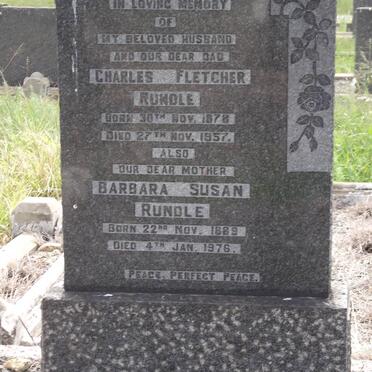 IN LOVING MEMORY
OF
MY BELOVED HUSBAND
AND OUR DEAR DAD
CHARLES FLETCHER
RUNDLE
BORN 30TH NOV. 1878
DIED 27TH NOV. 1957.
ALSO
OUR DEAR MOTHER
BARBARA SUSAN
RUNDLE
BORN 22ND NOV. 1889
DIED 4TH JAN. 1976.
PEACE, PERFECT PEACE.